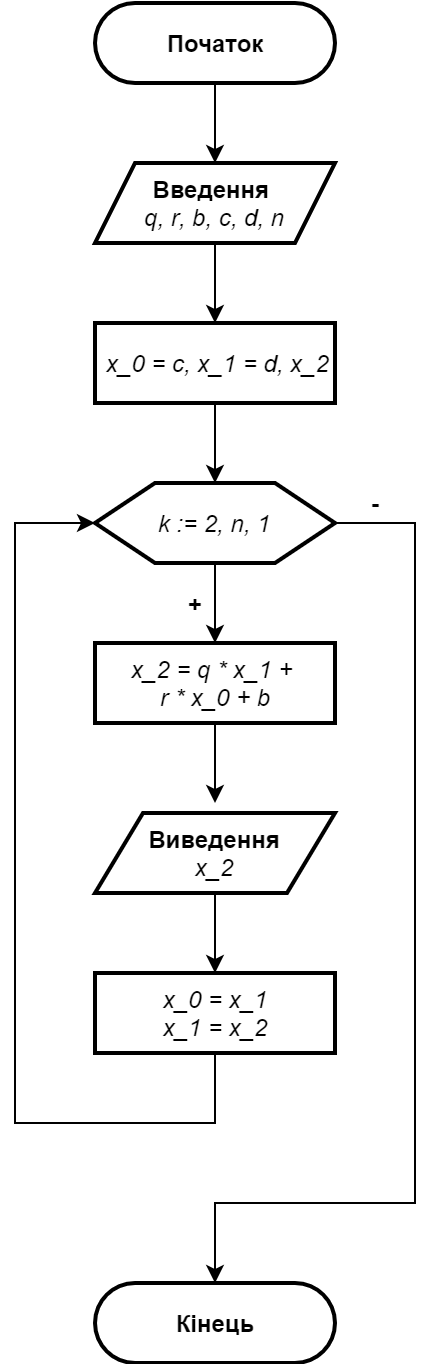 Початок
Введення
q, r, b, c, d, n
x_0 = c, x_1 = d, x_2
k := 2, n, 1
-
+
x_2 = q * x_1 +
r * x_0 + b
Виведення
x_2
x_0 = x_1
x_1 = x_2
Кінець